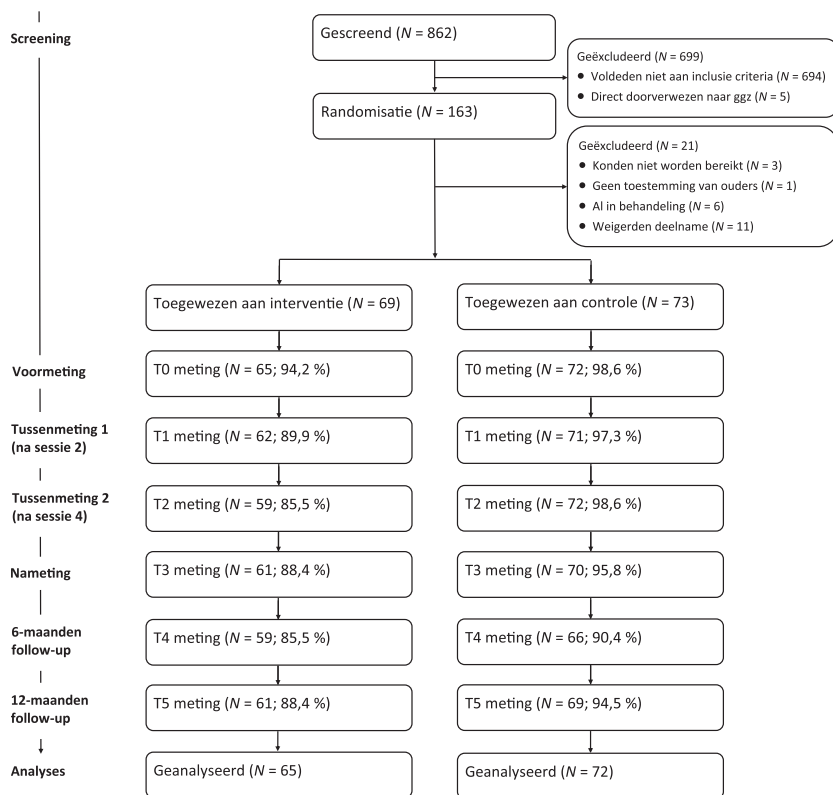 Screening
Gescreend (N = 862)
Geëxcludeerd (N = 699)
● Voldeden niet aan inclusie criteria (N = 694)
● Direct doorverwezen naar ggz (N = 5)
Randomisatie (N = 163)
Geëxcludeerd (N = 21)
● Konden niet worden bereikt (N = 3)
● Geen toestemming van ouders (N = 1)
● Al in behandeling (N = 6)
● Weigerden deelname (N = 11)
Toegewezen aan interventie (N = 69)
Toegewezen aan controle (N = 73)
Voormeting
T0 meting (N = 65; 94,2 %)
T0 meting (N = 72; 98,6 %)
Tussenmeting 1
(na sessie 2)
T1 meting (N = 62; 89,9 %)
T1 meting (N = 71; 97,3 %)
Tussenmeting 2
(na sessie 4)
T2 meting (N = 59; 85,5 %)
T2 meting (N = 72; 98,6 %)
Nameting
T3 meting (N = 61; 88,4 %)
T3 meting (N = 70; 95,8 %)
6-maanden
follow-up
T4 meting (N = 59; 85,5 %)
T4 meting (N = 66; 90,4 %)
12-maanden
follow-up
T5 meting (N = 61; 88,4 %)
T5 meting (N = 69; 94,5 %)
Analyses
Geanalyseerd (N = 65)
Geanalyseerd (N = 72)